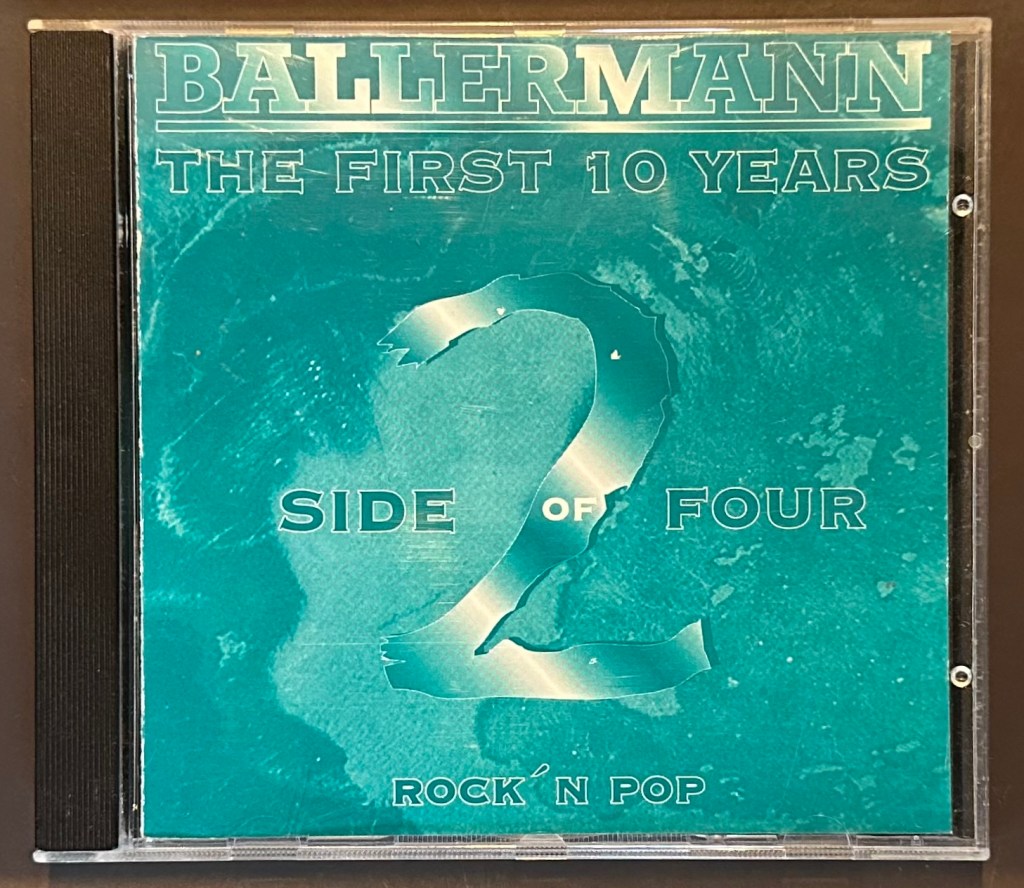 BALLERMANN
THE FIRST 10 YEARS
2
SIDE OF FOUR
ROCK´N POP